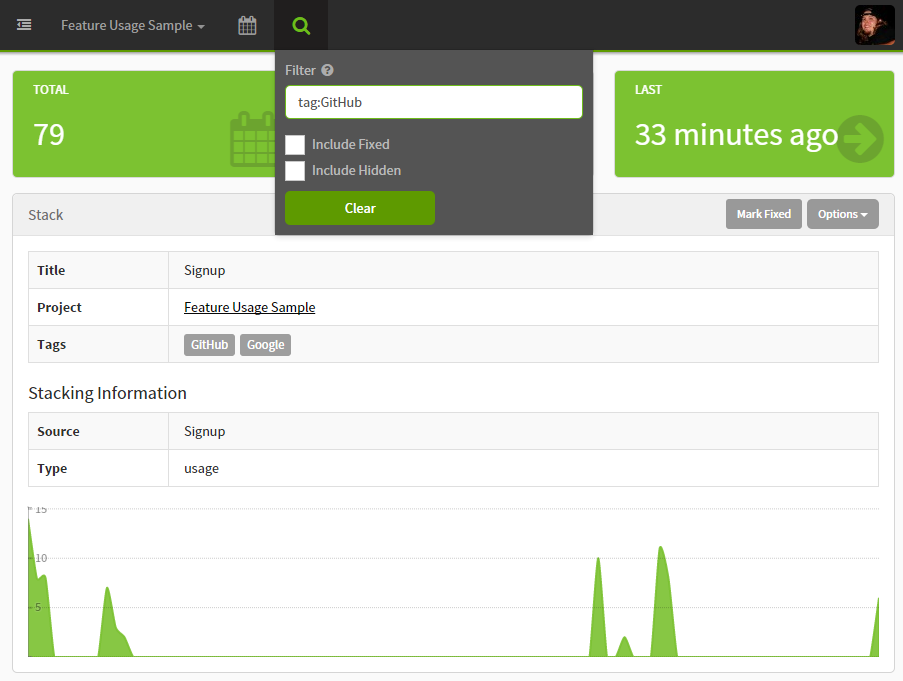 Feature Usage Sample
Filter
tag:GitHub
Include Fixed
Include Hidden
Clear
TOTAL
79
LAST
33 minutes ago
Stack
Mark Fixed
Options
Title
Signup
Project
Feature Usage Sample
Tags
GitHub Google
Stacking Information
Source
Signup
Type
usage
15
10
5